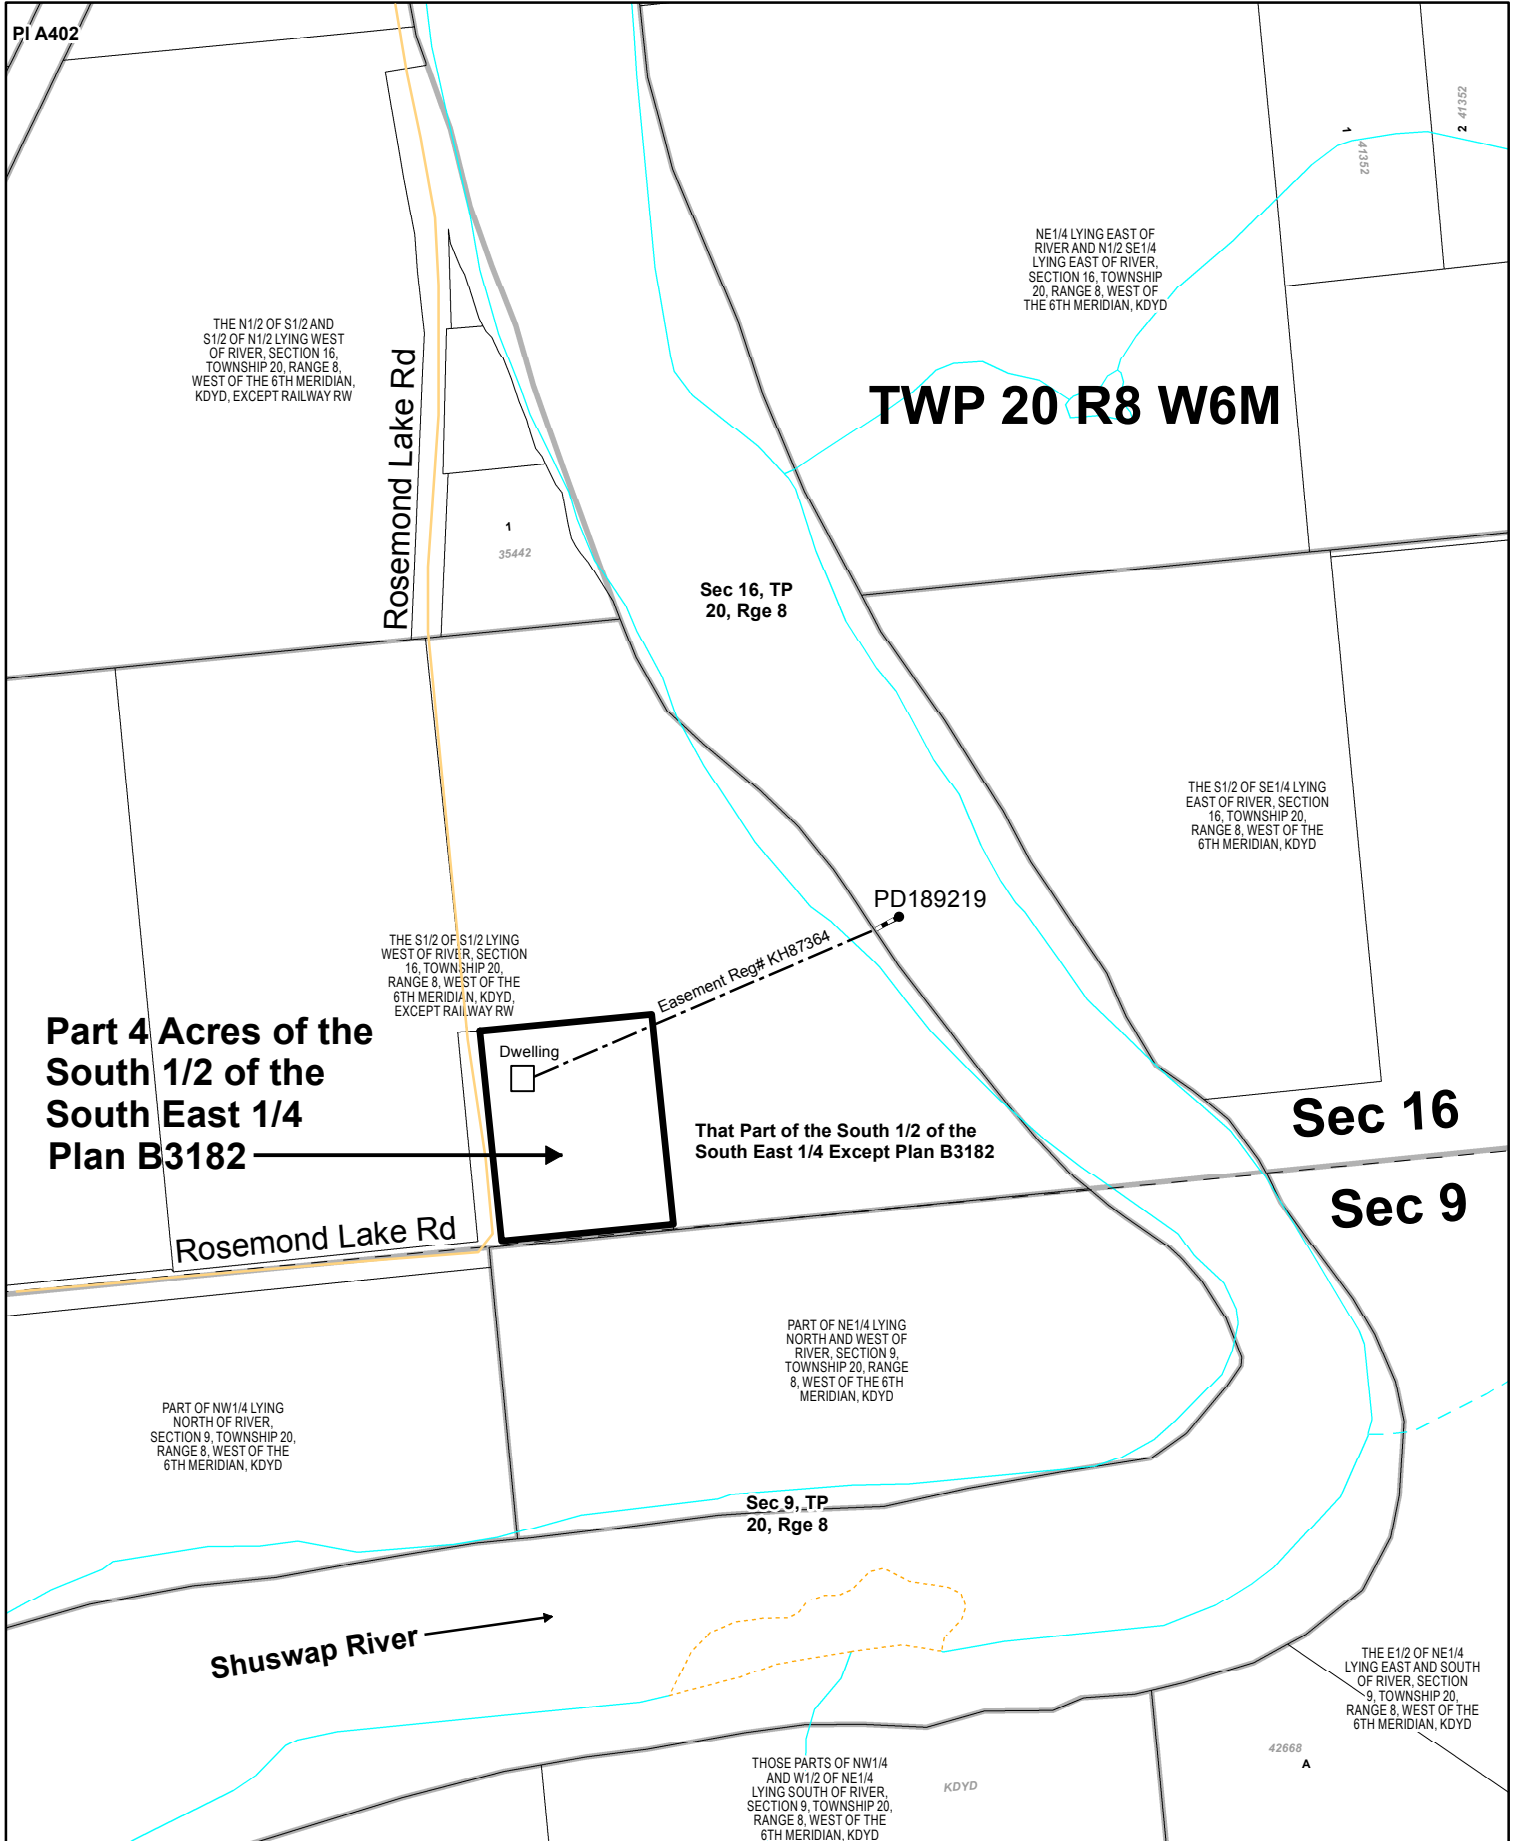 Pl A402
1
41352
2
41352
NE1/4 LYING EAST OF
RIVER AND N1/2 SE1/4
LYING EAST OF RIVER,
SECTION 16, TOWNSHIP
20, RANGE 8, WEST OF
THE 6TH MERIDIAN, KDYD
THE N1/2 OF S1/2 AND
S1/2 OF N1/2 LYING WEST
OF RIVER, SECTION 16,
TOWNSHIP 20, RANGE 8,
WEST OF THE 6TH MERIDIAN,
KDYD, EXCEPT RAILWAY RW
Rosemond Lake Rd
TWP 20 R8 W6M
1
35442
Sec 16, TP
20, Rge 8
THE S1/2 OF SE1/4 LYING
EAST OF RIVER, SECTION
16, TOWNSHIP 20,
RANGE 8, WEST OF THE
6TH MERIDIAN, KDYD
PD189219
Easement Reg# KH87364
THE S1/2 OF S1/2 LYING
WEST OF RIVER, SECTION
16, TOWNSHIP 20,
RANGE 8, WEST OF THE
6TH MERIDIAN, KDYD,
EXCEPT RAILWAY RW
Part 4 Acres of the
South 1/2 of the
South East 1/4
Plan B3182
Dwelling
That Part of the South 1/2 of the
South East 1/4 Except Plan B3182
Sec 16
Sec 9
Rosemond Lake Rd
PART OF NE1/4 LYING
NORTH AND WEST OF
RIVER, SECTION 9,
TOWNSHIP 20, RANGE
8, WEST OF THE 6TH
MERIDIAN, KDYD
PART OF NW1/4 LYING
NORTH OF RIVER,
SECTION 9, TOWNSHIP 20,
RANGE 8, WEST OF THE
6TH MERIDIAN, KDYD
Sec 9, TP
20, Rge 8
Shuswap River
THE E1/2 OF NE1/4
LYING EAST AND SOUTH
OF RIVER, SECTION
9, TOWNSHIP 20,
RANGE 8, WEST OF THE
6TH MERIDIAN, KDYD
42668
A
THOSE PARTS OF NW1/4
AND W1/2 OF NE1/4
LYING SOUTH OF RIVER,
SECTION 9, TOWNSHIP 20,
RANGE 8, WEST OF THE
6TH MERIDIAN, KDYD
KDYD